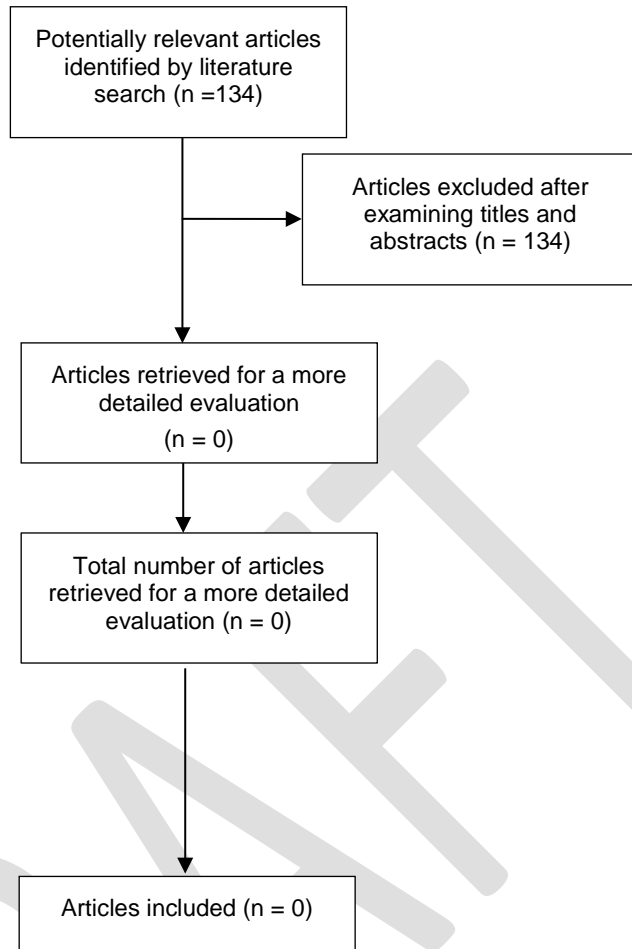 Potentially relevant articles
identified by literature
search (n =134)
Articles excluded after
examining titles and
abstracts (n = 134)
Articles retrieved for a more
detailed evaluation
(n = 0)
Total number of articles
retrieved for a more detailed
evaluation (n = 0)
Articles included (n = 0)